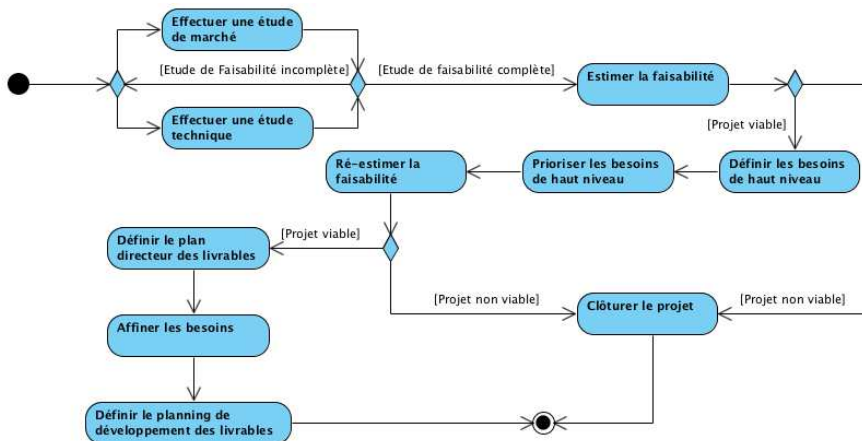 Effectuer une étude
de marché
[Etude de Faisabilité incomplète]
[Etude de faisabilité complète]
Estimer la faisabilité
Effectuer une étude
technique
[Projet viable]
Ré-estimer la
faisabilité
Prioriser les besoins
de haut niveau
Définir les besoins
de haut niveau
Définir le plan
directeur des livrables
[Projet viable]
[Projet non viable]
Clôturer le projet
[Projet non viable]
Affiner les besoins
Définir le planning de
développement des livrables